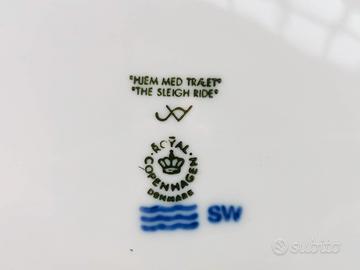 "HJEM MED TRÆET"
"THE SLEIGH RIDE"
ROYAL
COPENHAGEN
DENMARK
SW
subito